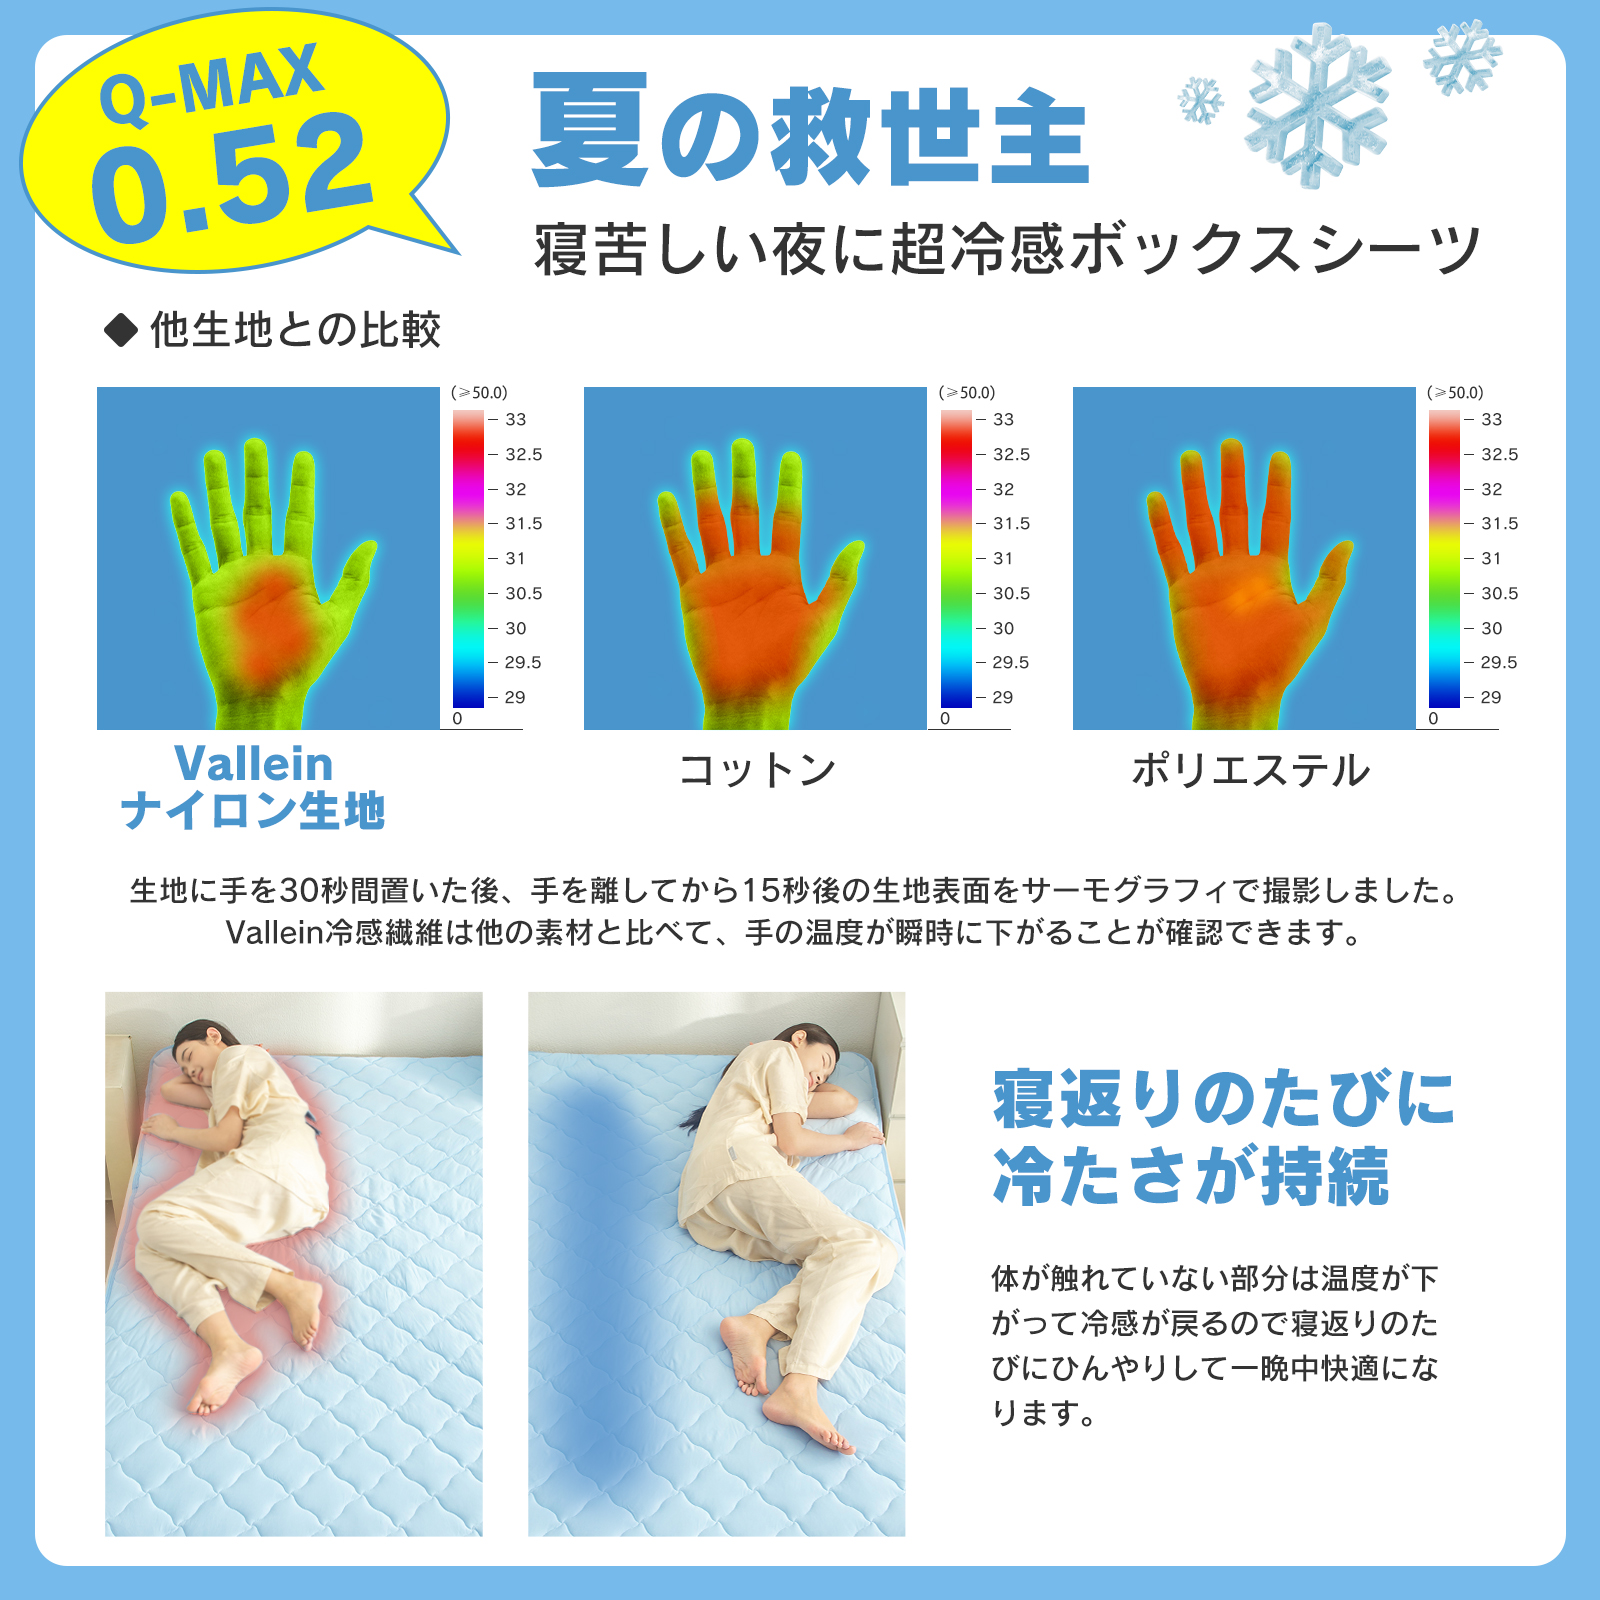 Q-MAX
0.52
夏の救世主
寝苦しい夜に超冷感ボックスシーツ
◆他生地との比較
(≥50.0)
33
32.5
32
31.5
31
30.5
30
29.5
29
0
(≥50.0)
33
32.5
32
31.5
31
30.5
30
29.5
29
0
(≥50.0)
33
32.5
32
31.5
31
30.5
30
29.5
29
0
Vallein
ナイロン生地
コットン
ポリエステル
生地に手を30秒間置いた後、手を離してから15秒後の生地表面をサーモグラフィで撮影しました。
Vallein冷感繊維は他の素材と比べて、手の温度が瞬時に下がることが確認できます。
寝返りのたびに
冷たさが持続
体が触れていない部分は温度が下
がって冷感が戻るので寝返りのた
びにひんやりして一晩中快適にな
ります。